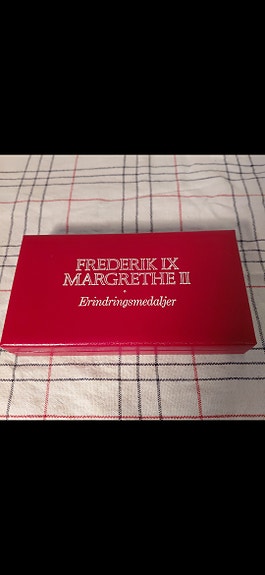 FREDERIK IX
MARGRETHE II
Erindringsmedaljer